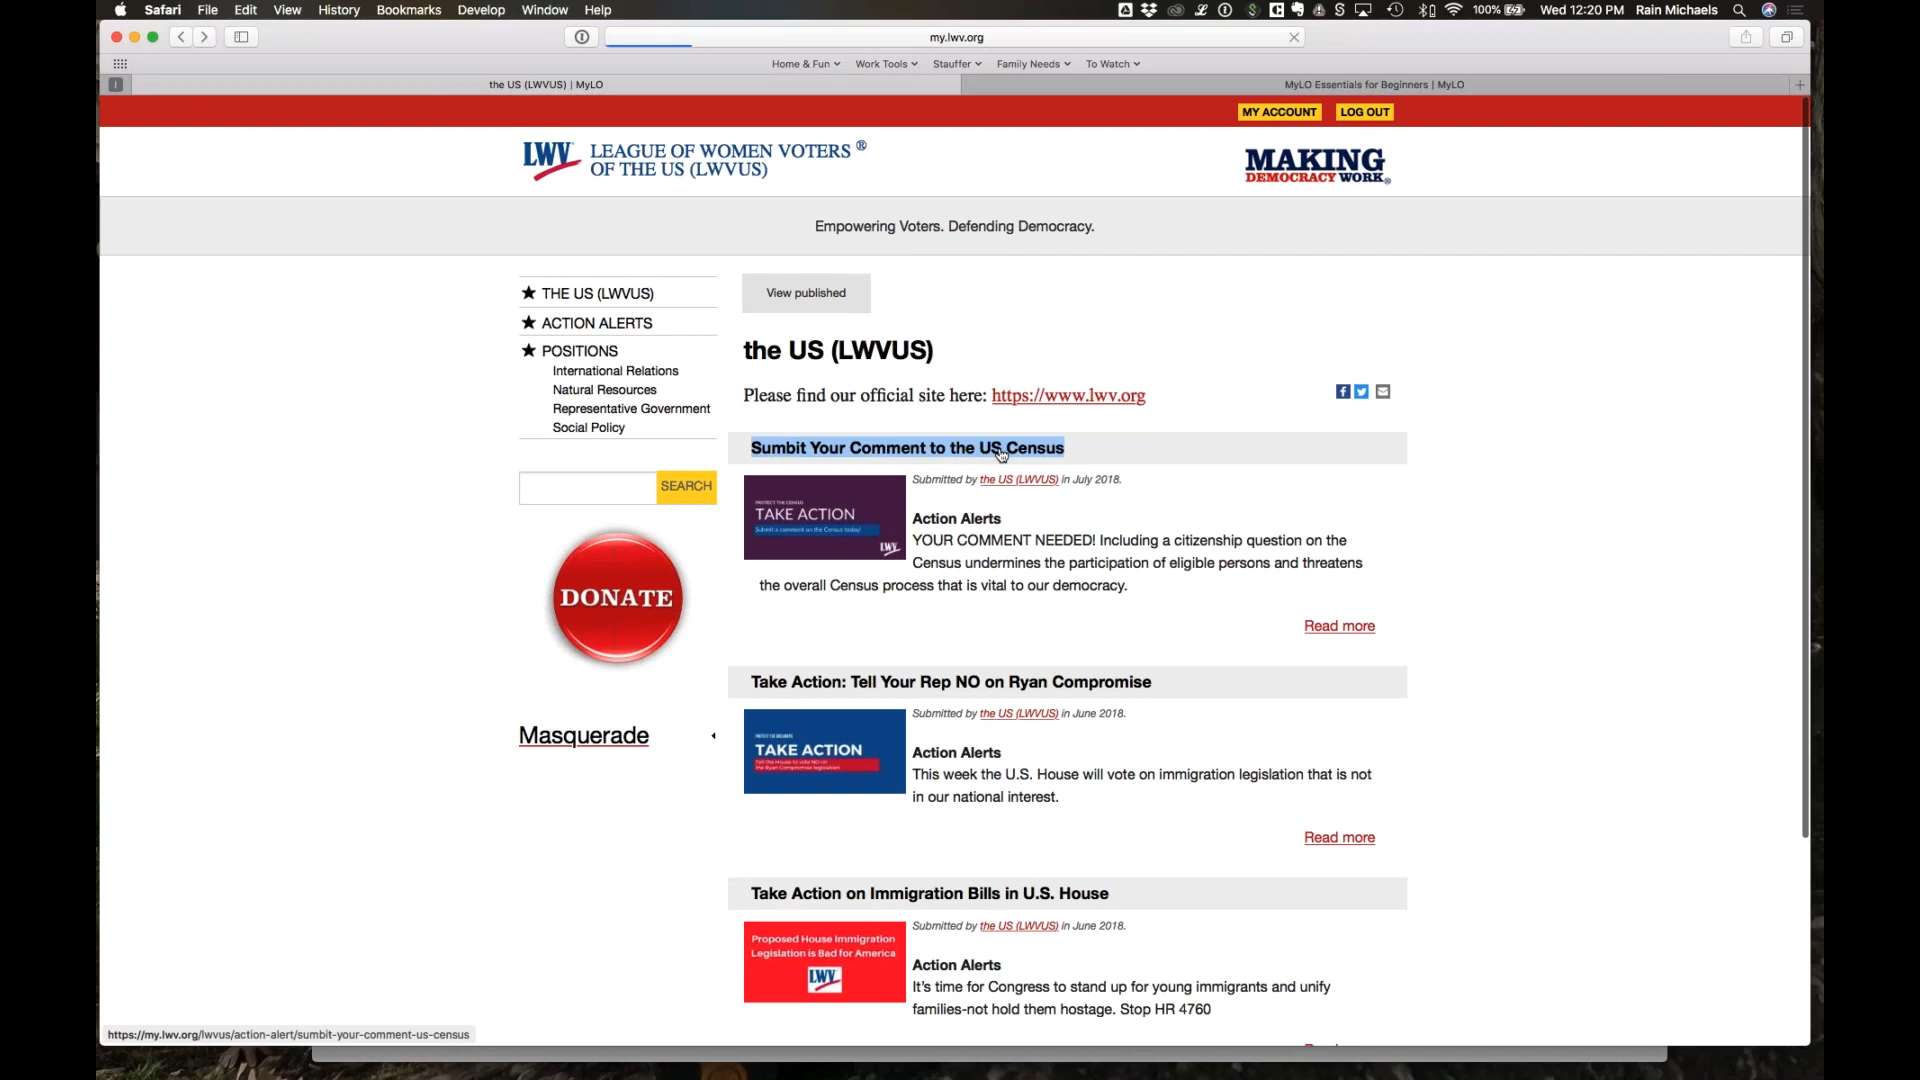 Safari File Edit View History Bookmarks Develop Window Help 100% Wed 12:20 PM Rain Michaels
my.lwv.org
Home & Fun Work Tools Stauffer Family Needs To Watch
the US (LWVUS) | MyLO MyLO Essentials for Beginners | MyLO
MY ACCOUNT LOG OUT
LWV LEAGUE OF WOMEN VOTERS ®
OF THE US (LWVUS)
MAKING
DEMOCRACY WORK®
Empowering Voters. Defending Democracy.
★ THE US (LWVUS)
★ ACTION ALERTS
★ POSITIONS
International Relations
Natural Resources
Representative Government
Social Policy
SEARCH
DONATE
Masquerade
View published
the US (LWVUS)
Please find our official site here: https://www.lwv.org
Sumbit Your Comment to the US Census
PROTECT THE CENSUS
TAKE ACTION
Submit a comment on the Census today!
LWV
Submitted by the US (LWVUS) in July 2018.
Action Alerts
YOUR COMMENT NEEDED! Including a citizenship question on the
Census undermines the participation of eligible persons and threatens
the overall Census process that is vital to our democracy.
Read more
Take Action: Tell Your Rep NO on Ryan Compromise
TAKE ACTION
Tell the House to vote NO on
the Ryan Compromise legislation
Submitted by the US (LWVUS) in June 2018.
Action Alerts
This week the U.S. House will vote on immigration legislation that is not
in our national interest.
Read more
Take Action on Immigration Bills in U.S. House
Proposed House Immigration
Legislation is Bad for America
LWV
Submitted by the US (LWVUS) in June 2018.
Action Alerts
It's time for Congress to stand up for young immigrants and unify
families-not hold them hostage. Stop HR 4760
https://my.lwv.org/lwvus/action-alert/sumbit-your-comment-us-census